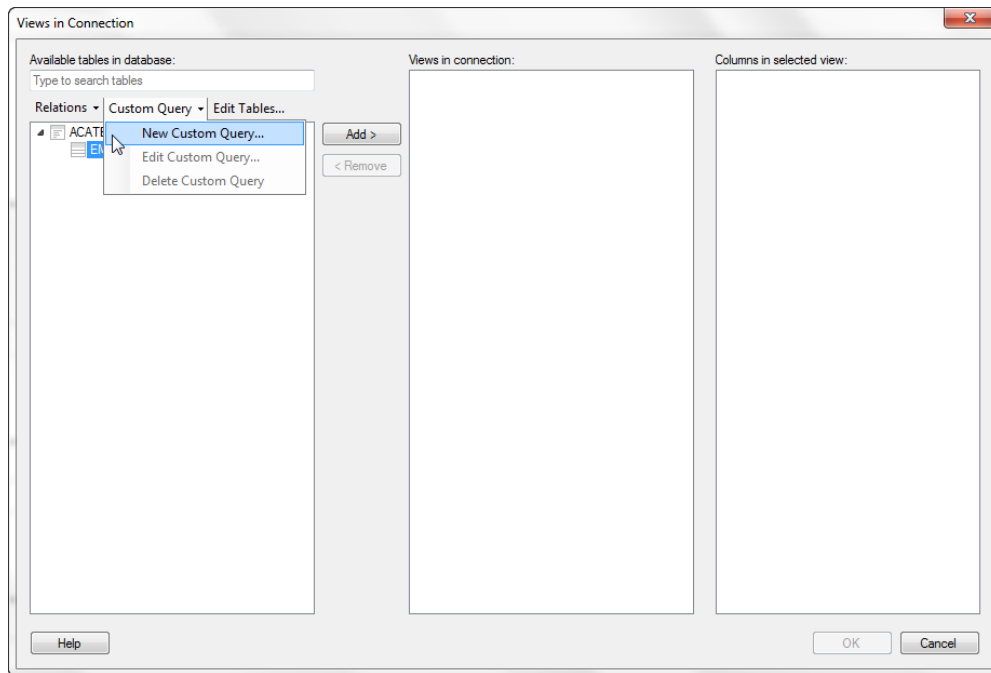 Views in Connection
Available tables in database:
Type to search tables
Relations Custom Query Edit Tables...
New Custom Query...
Edit Custom Query...
Delete Custom Query
Add >
< Remove
Views in connection:
Columns in selected view:
Help
OK
Cancel